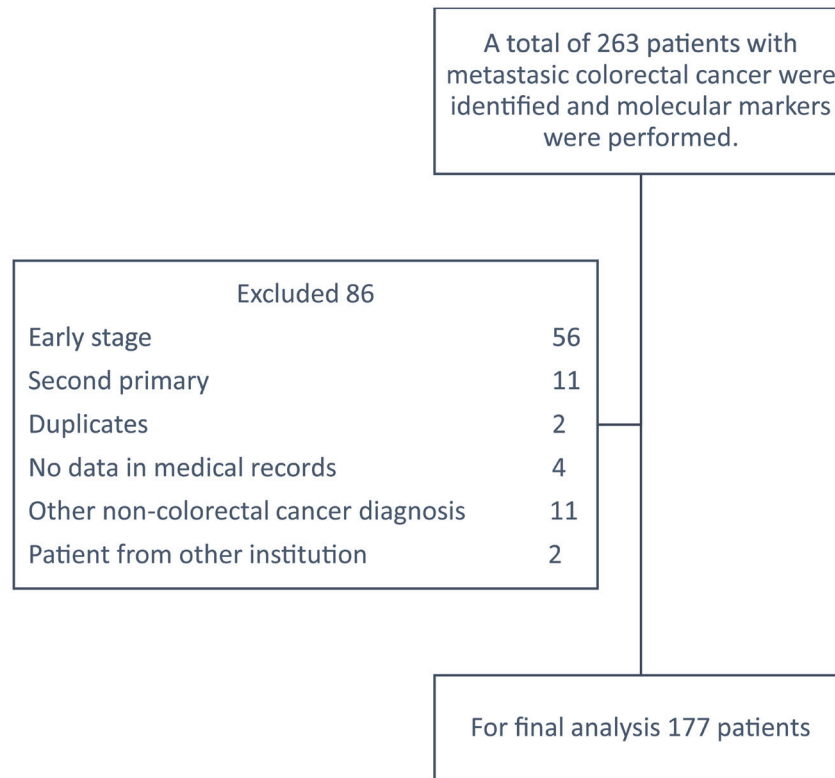 A total of 263 patients with
metastasic colorectal cancer were
identified and molecular markers
were performed.
Excluded 86
Early stage 56
Second primary 11
Duplicates 2
No data in medical records 4
Other non-colorectal cancer diagnosis 11
Patient from other institution 2
For final analysis 177 patients